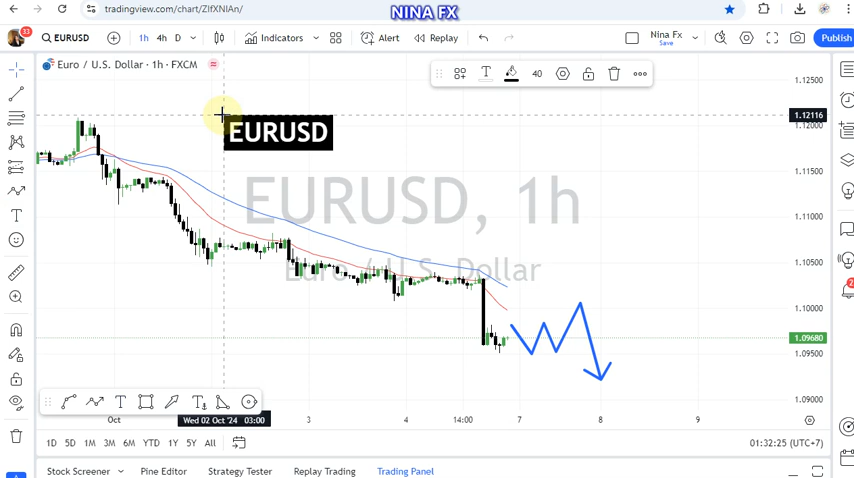 NINA FX
tradingview.com/chart/ZIfXNIAn/
33
EURUSD
1h 4h D
Indicators
Alert
Replay
Nina Fx
Save
Publish
Euro / U.S. Dollar · 1h · FXCM
40
1.12500
1.12116
1.12000
1.11500
1.11000
1.10500
1.10000
1.09680
1.09500
1.09000
EURUSD
EURUSD, 1h
Euro / U.S. Dollar
Oct
Wed 02 Oct '24 03:00
3
4
14:00
7
8
9
1D 5D 1M 3M 6M YTD 1Y 5Y All
01:32:25 (UTC+7)
Stock Screener
Pine Editor
Strategy Tester
Replay Trading
Trading Panel